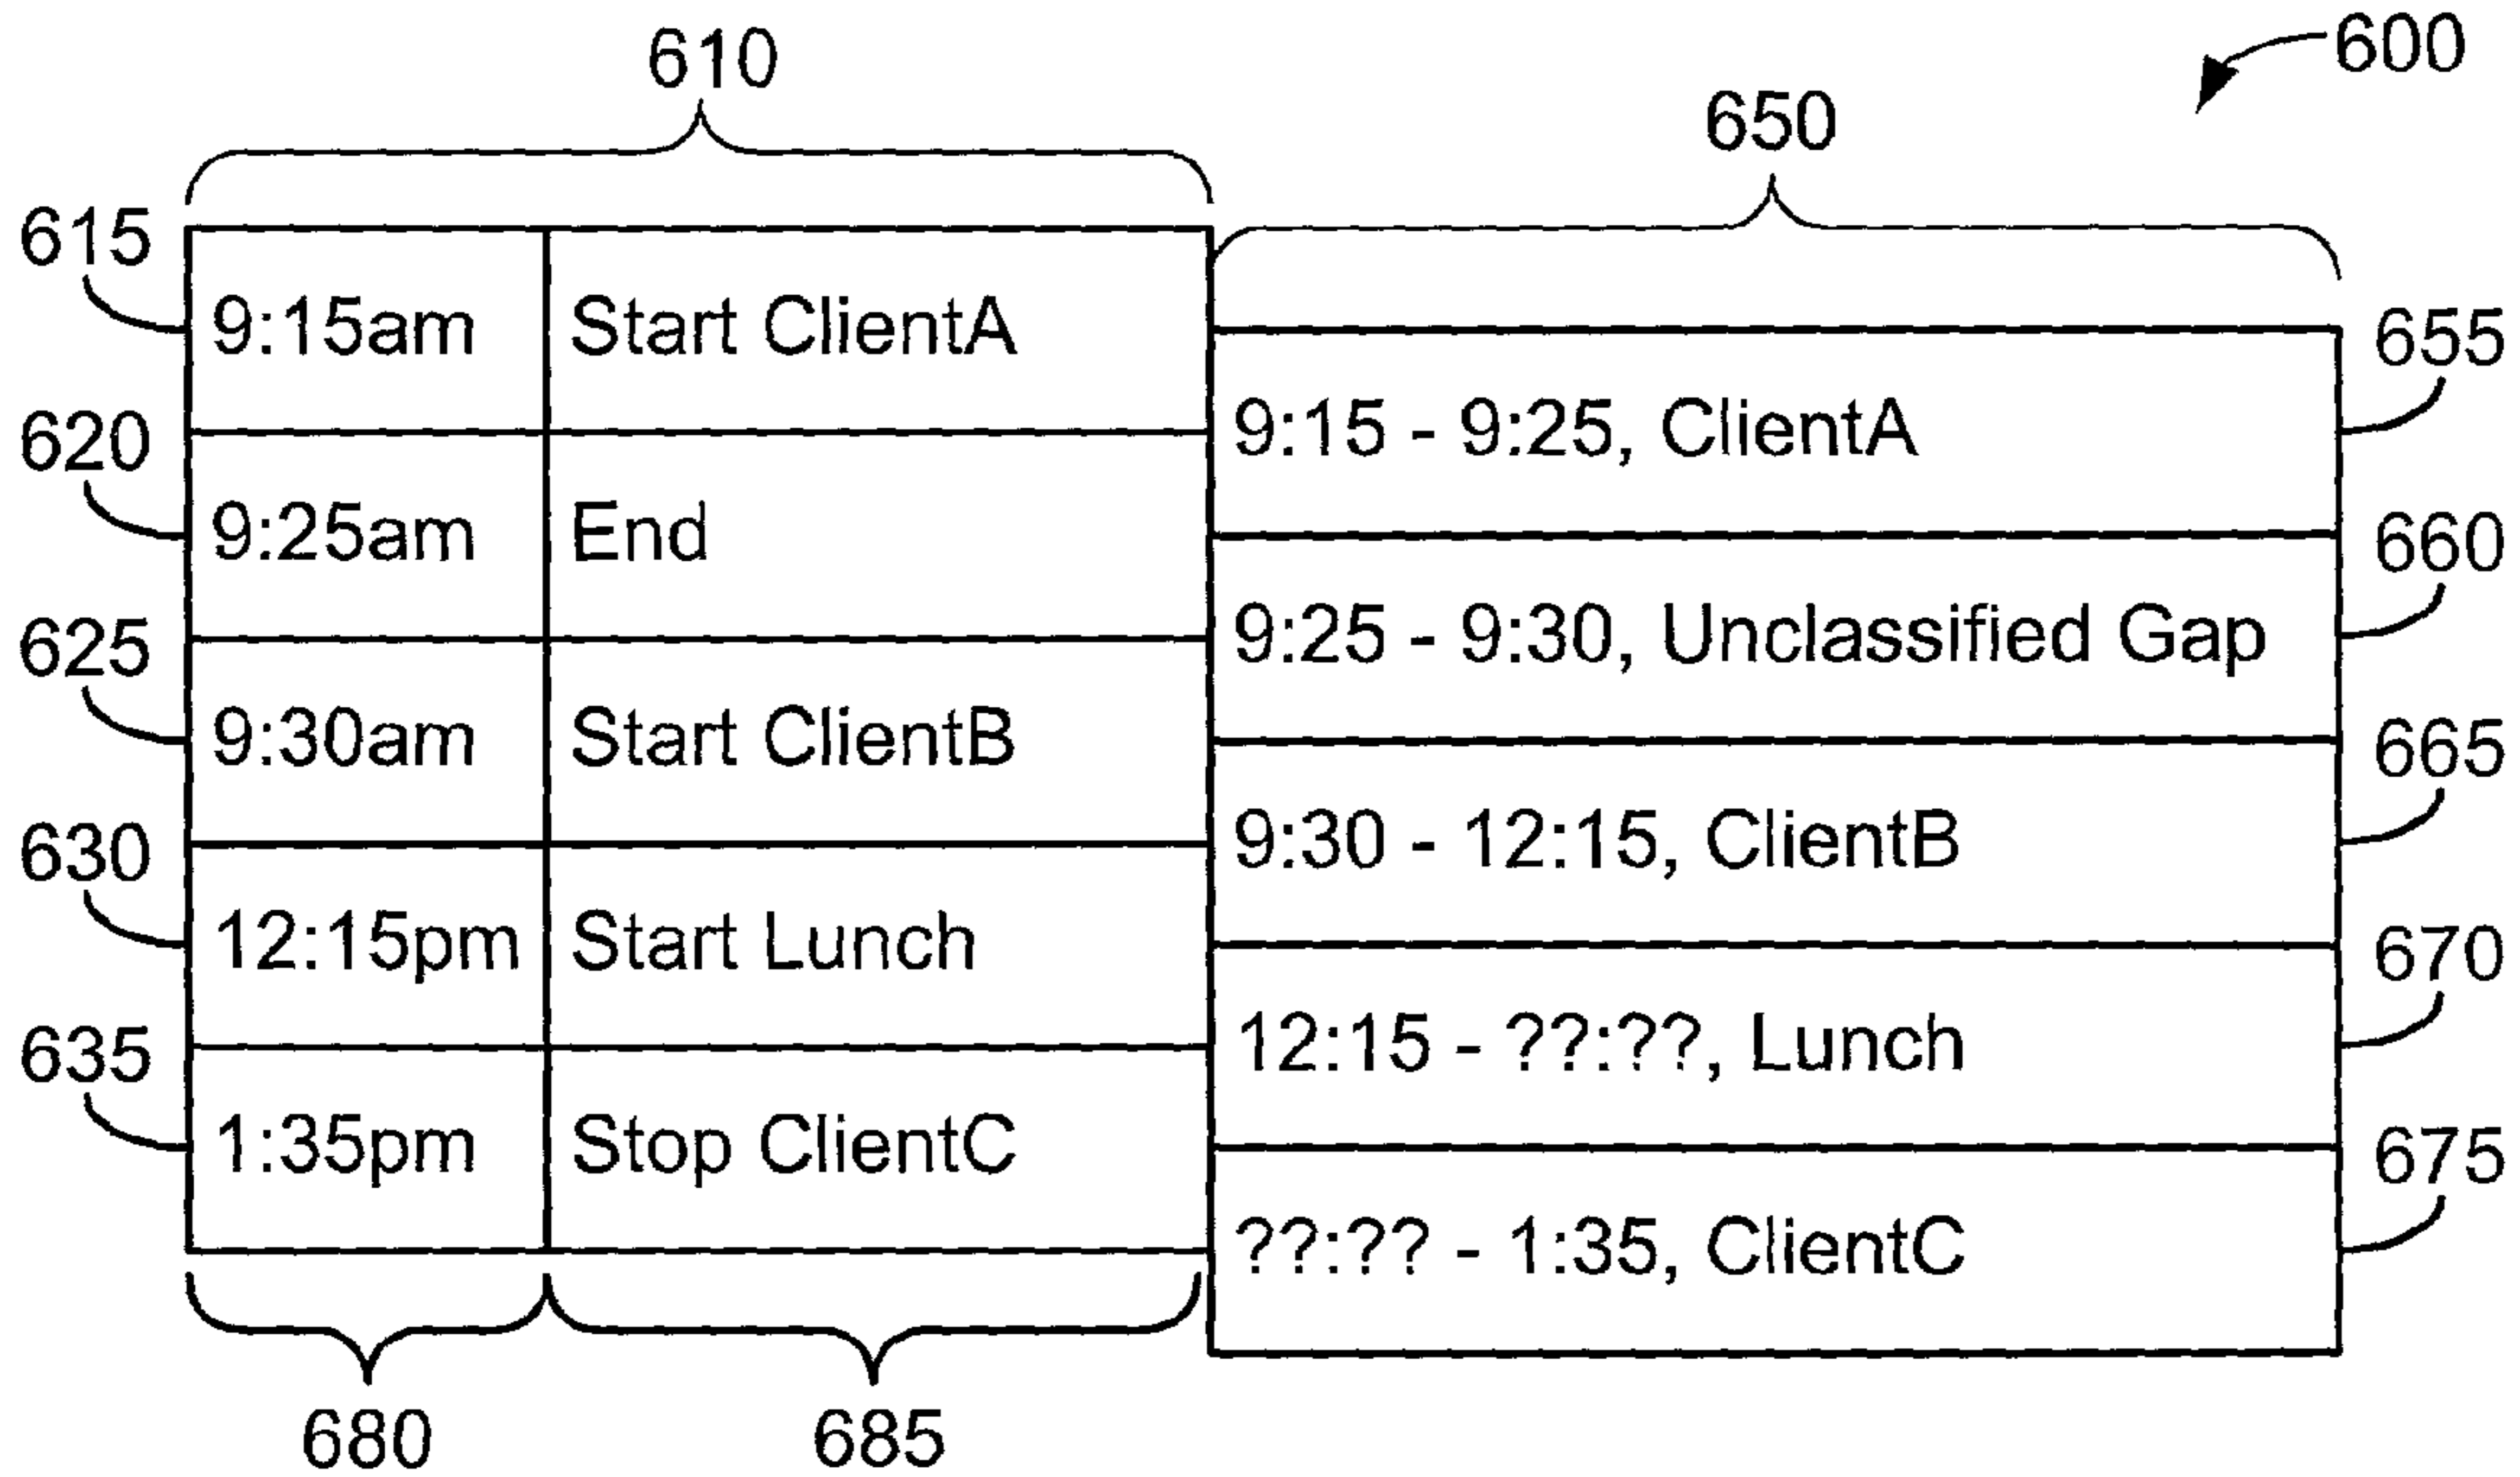 600
610
650
615
9:15am Start ClientA
655
9:15 - 9:25, ClientA
620
9:25am End
660
9:25 - 9:30, Unclassified Gap
625
9:30am Start ClientB
665
9:30 - 12:15, ClientB
630
12:15pm Start Lunch
670
12:15 - ??:??, Lunch
635
1:35pm Stop ClientC
675
??:?? - 1:35, ClientC
680
685